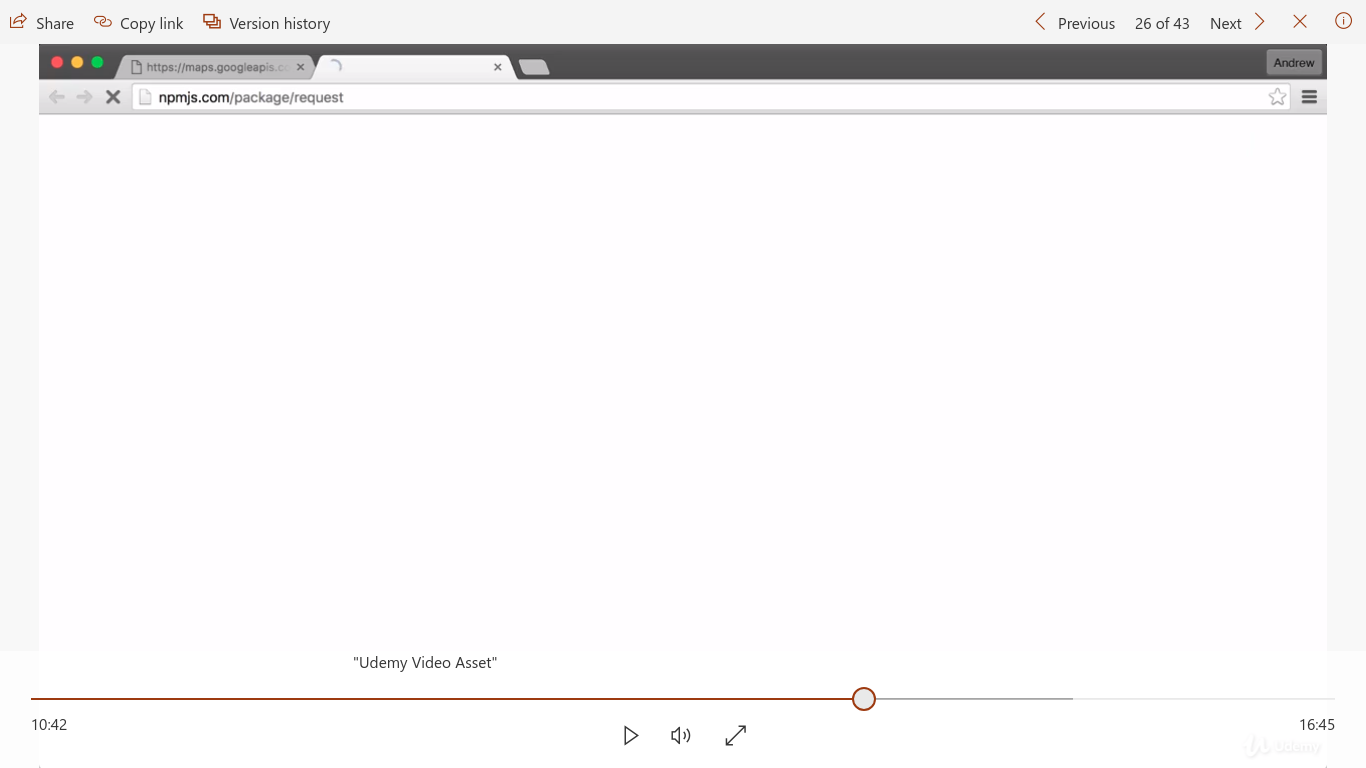 Share Copy link Version history Previous 26 of 43 Next
https://maps.googleapis.c Andrew
npmjs.com/package/request
"Udemy Video Asset"
10:42 16:45
Udemy